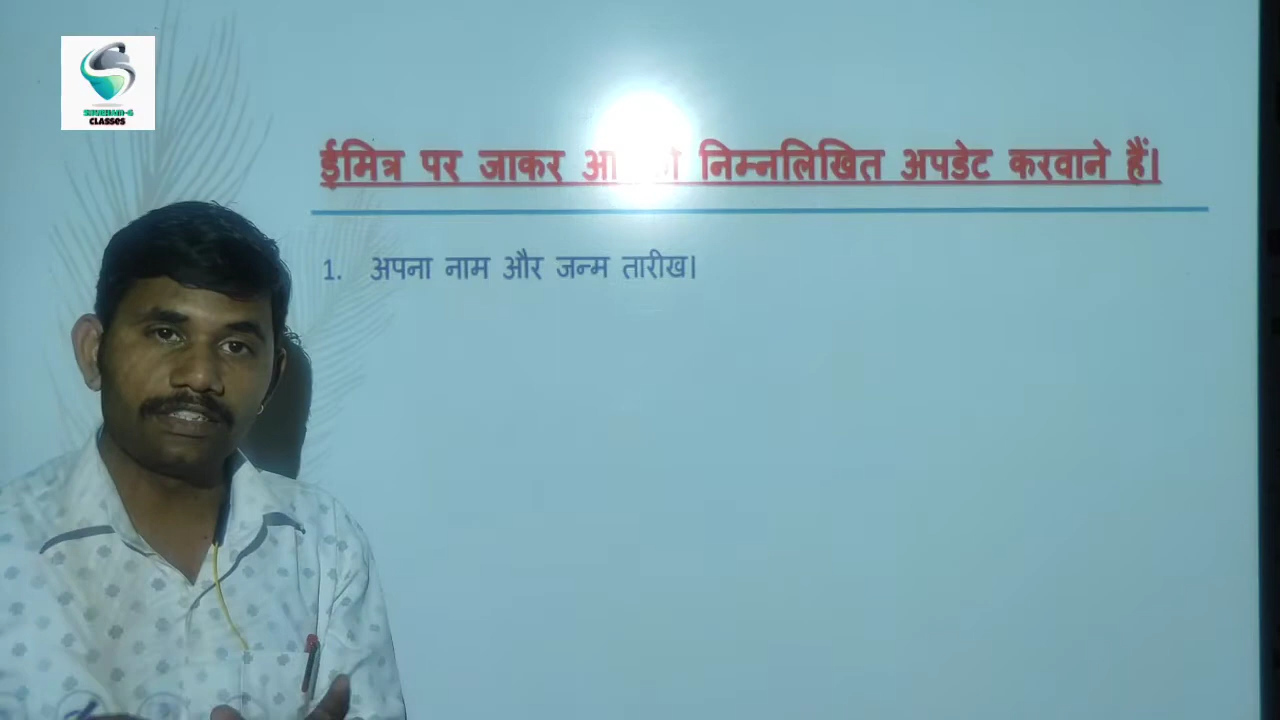 CLASSES
ईमित्र पर जाकर निम्नलिखित अपडेट करवाने हैं।
1. अपना नाम और जन्म तारीख।